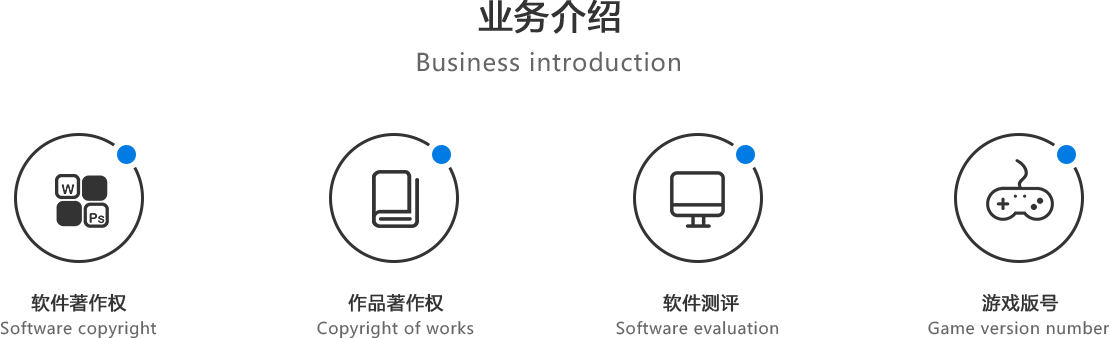 业务介绍
Business introduction
W
Ps
软件著作权
作品著作权
软件测评
游戏版号
Software copyright
Copyright of works
Software evaluation
Game version number